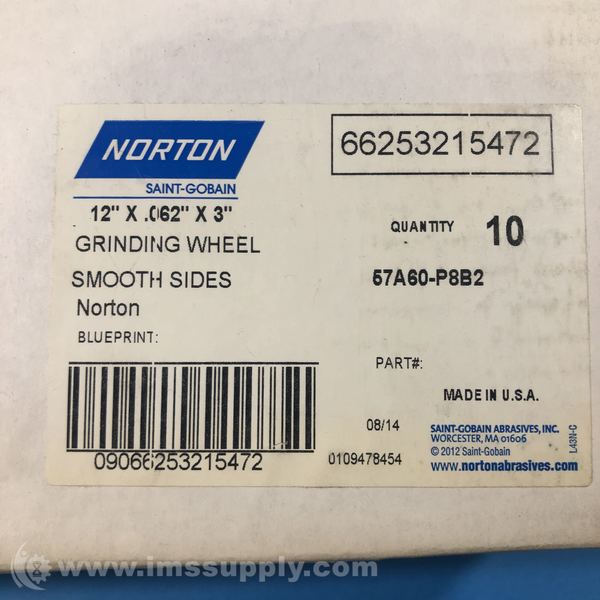 NORTON
SAINT-GOBAIN
66253215472
12" X .062" X 3"
GRINDING WHEEL
QUANTITY 10
SMOOTH SIDES
57A60-P8B2
Norton
BLUEPRINT:
PART#:
MADE IN U.S.A.
09066253215472
08/14
0109478454
SAINT-GOBAIN ABRASIVES, INC.
WORCESTER, MA 01606
© 2012 Saint-Gobain
www.nortonabrasives.com
L43N-C
© www.imssupply.com